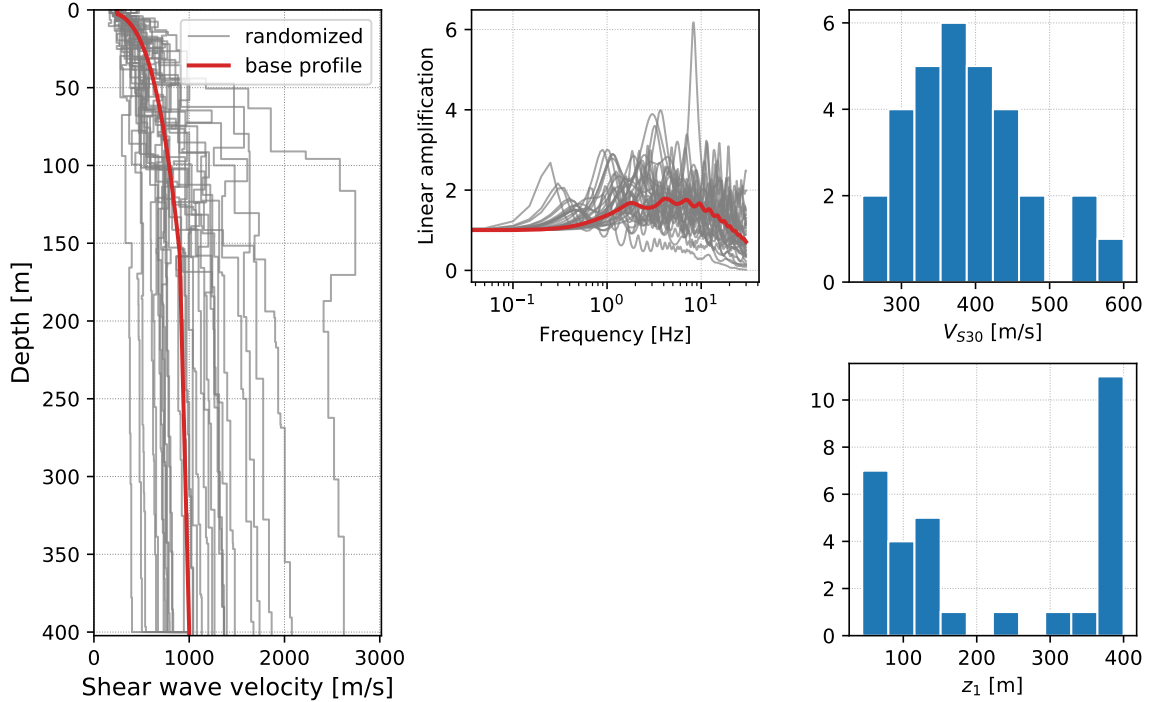 0
50
100
150
200
250
300
350
400
Depth [m]
0 1000 2000 3000
Shear wave velocity [m/s]
randomized
base profile
6
4
2
0
Linear amplification
10⁻¹ 10⁰ 10¹
Frequency [Hz]
6
4
2
0
300 400 500 600
V_{S30} [m/s]
10
8
6
4
2
0
100 200 300 400
z₁ [m]